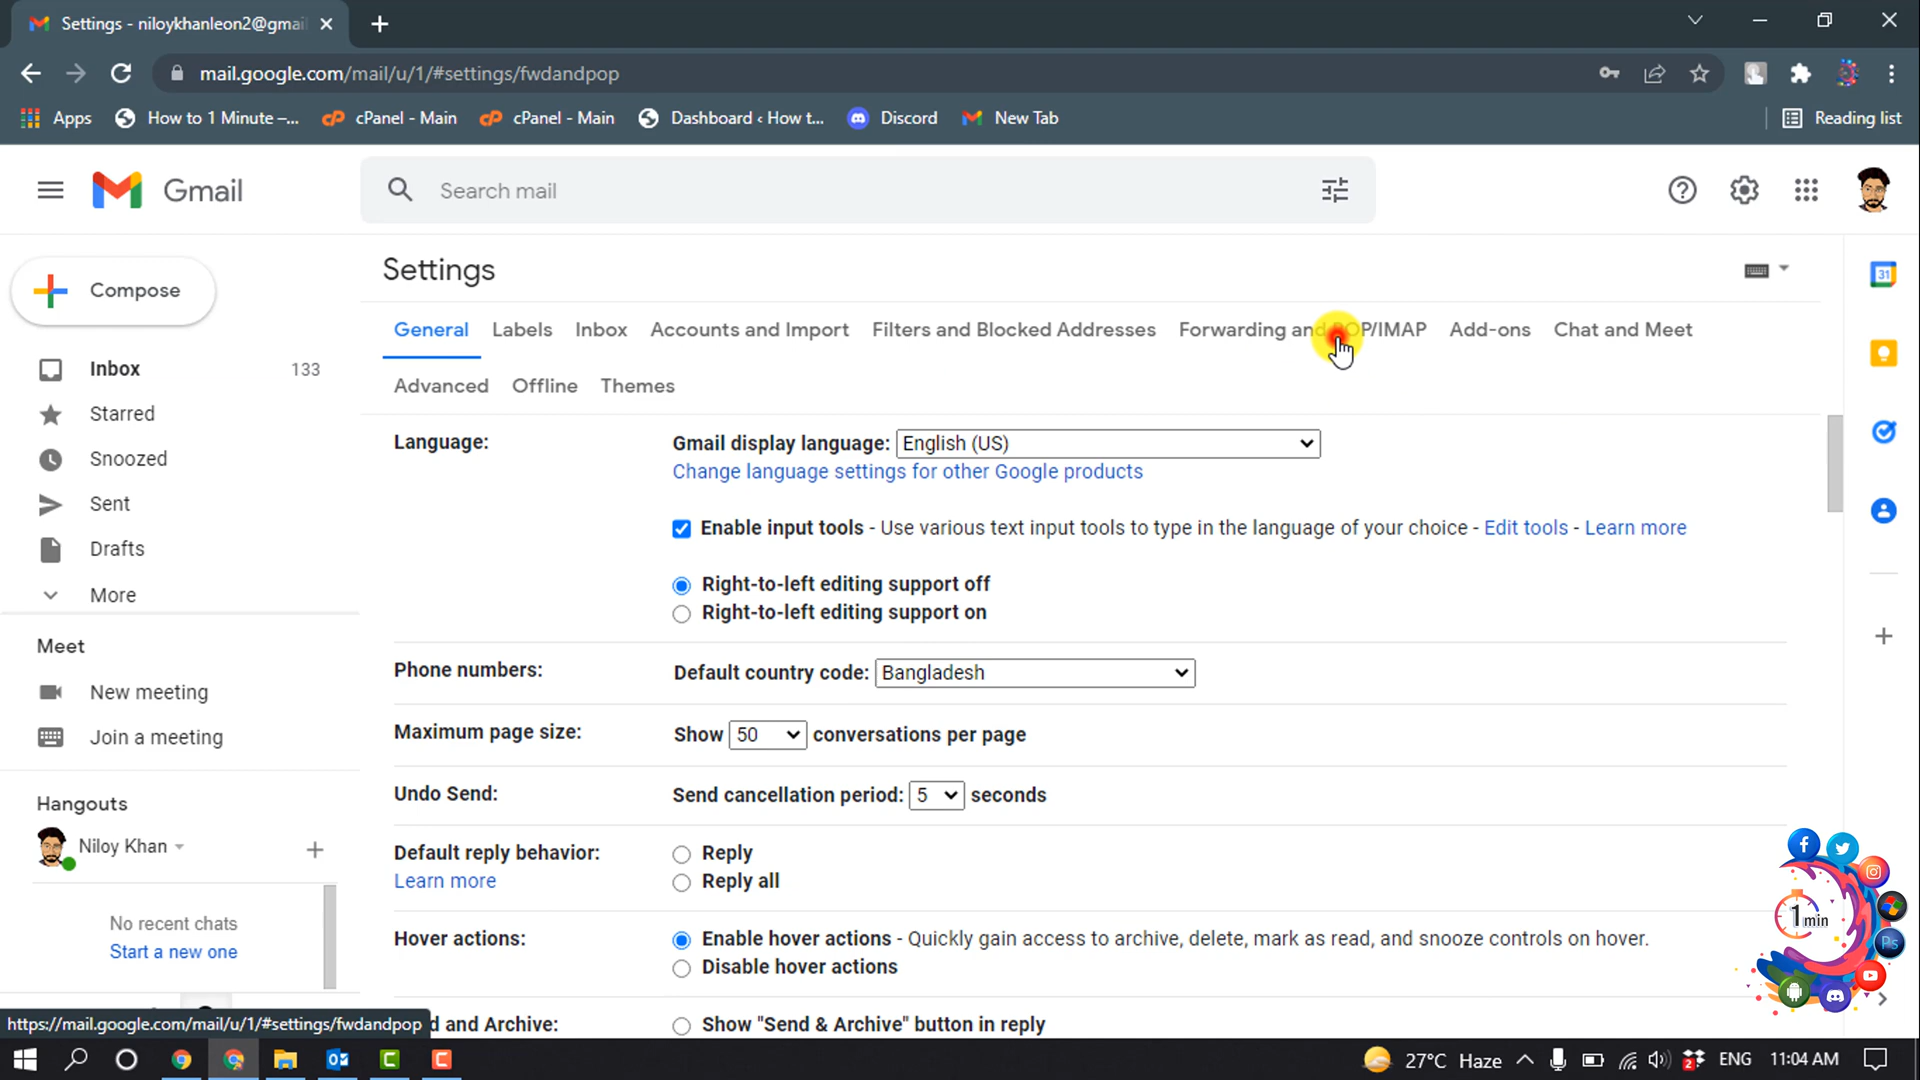 Settings - niloykhanleon2@gmai
mail.google.com/mail/u/1/#settings/fwdandpop
Apps How to 1 Minute –... cPanel - Main cPanel - Main Dashboard ‹ How t... Discord New Tab Reading list
Gmail Search mail
Compose
Settings
General Labels Inbox Accounts and Import Filters and Blocked Addresses Forwarding and POP/IMAP Add-ons Chat and Meet
Advanced Offline Themes
Inbox 133
Starred
Snoozed
Sent
Drafts
More
Meet
New meeting
Join a meeting
Hangouts
Niloy Khan
No recent chats
Start a new one
https://mail.google.com/mail/u/1/#settings/fwdandpop
Language: Gmail display language: English (US)
Change language settings for other Google products
Enable input tools - Use various text input tools to type in the language of your choice - Edit tools - Learn more
Right-to-left editing support off
Right-to-left editing support on
Phone numbers: Default country code: Bangladesh
Maximum page size: Show 50 conversations per page
Undo Send: Send cancellation period: 5 seconds
Default reply behavior: Reply
Learn more Reply all
Hover actions: Enable hover actions - Quickly gain access to archive, delete, mark as read, and snooze controls on hover.
Disable hover actions
d and Archive: Show "Send & Archive" button in reply
31
1 min
Ps
27°C Haze 2 ENG 11:04 AM